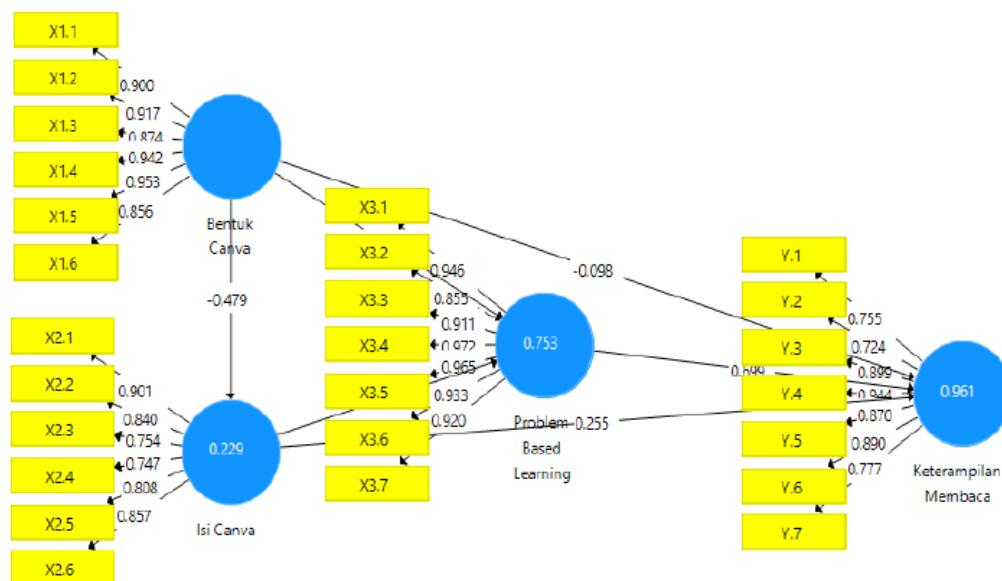 X1.1
X1.2
X1.3
X1.4
X1.5
X1.6
0.900
0.917
0.874
0.942
0.953
0.856
Bentuk
Canva
-0.479
X2.1
X2.2
X2.3
X2.4
X2.5
X2.6
0.901
0.840
0.754
0.747
0.808
0.857
0.229
Isi Canva
X3.1
X3.2
X3.3
X3.4
X3.5
X3.6
X3.7
0.946
0.855
0.911
0.972
0.965
0.933
0.920
0.753
Problem
Based
Learning
-0.098
0.699
0.255
Y.1
Y.2
Y.3
Y.4
Y.5
Y.6
Y.7
0.755
0.724
0.899
0.944
0.870
0.890
0.777
0.961
Keterampilan
Membaca